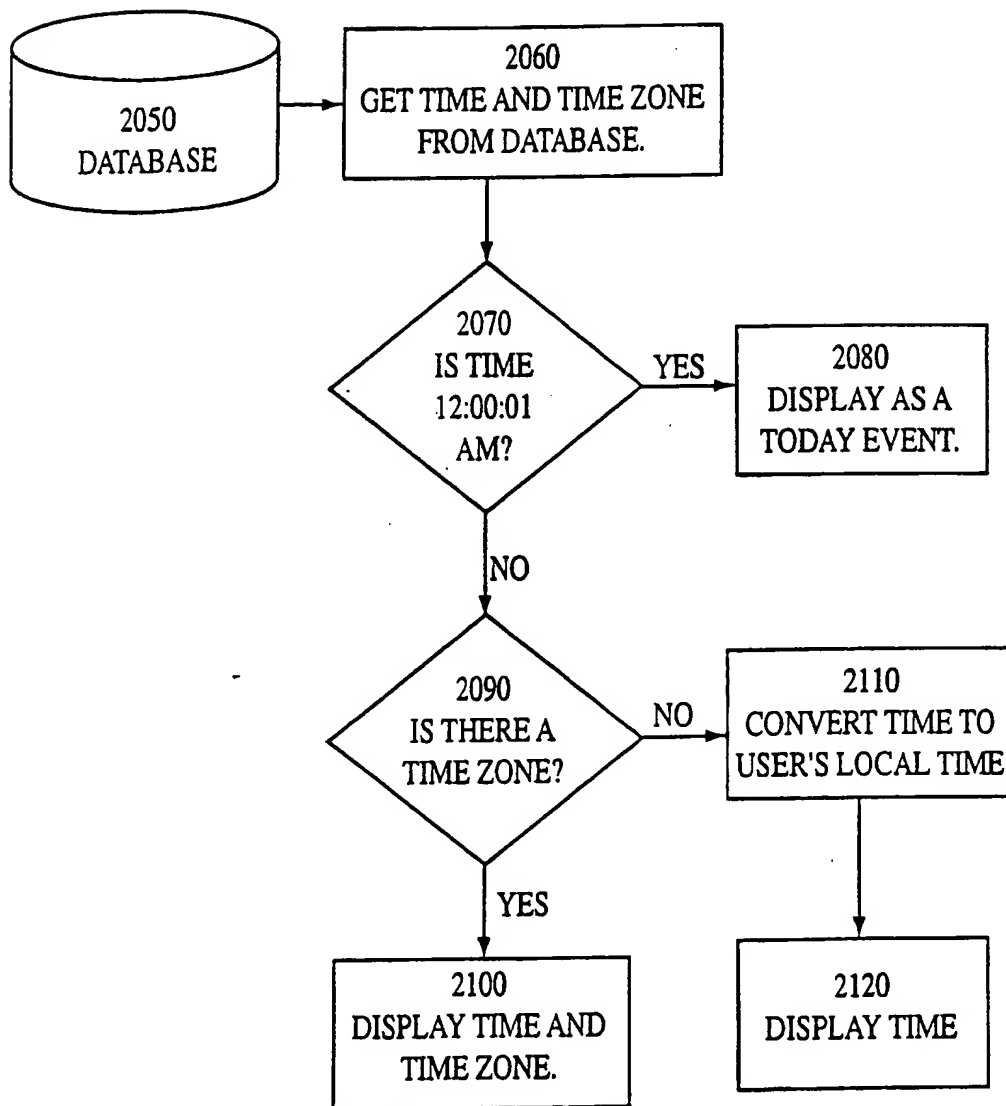 2050
DATABASE
2060
GET TIME AND TIME ZONE
FROM DATABASE.
2070
IS TIME
12:00:01
AM?
YES
2080
DISPLAY AS A
TODAY EVENT.
NO
2090
IS THERE A
TIME ZONE?
NO
2110
CONVERT TIME TO
USER'S LOCAL TIME
YES
2100
DISPLAY TIME AND
TIME ZONE.
2120
DISPLAY TIME